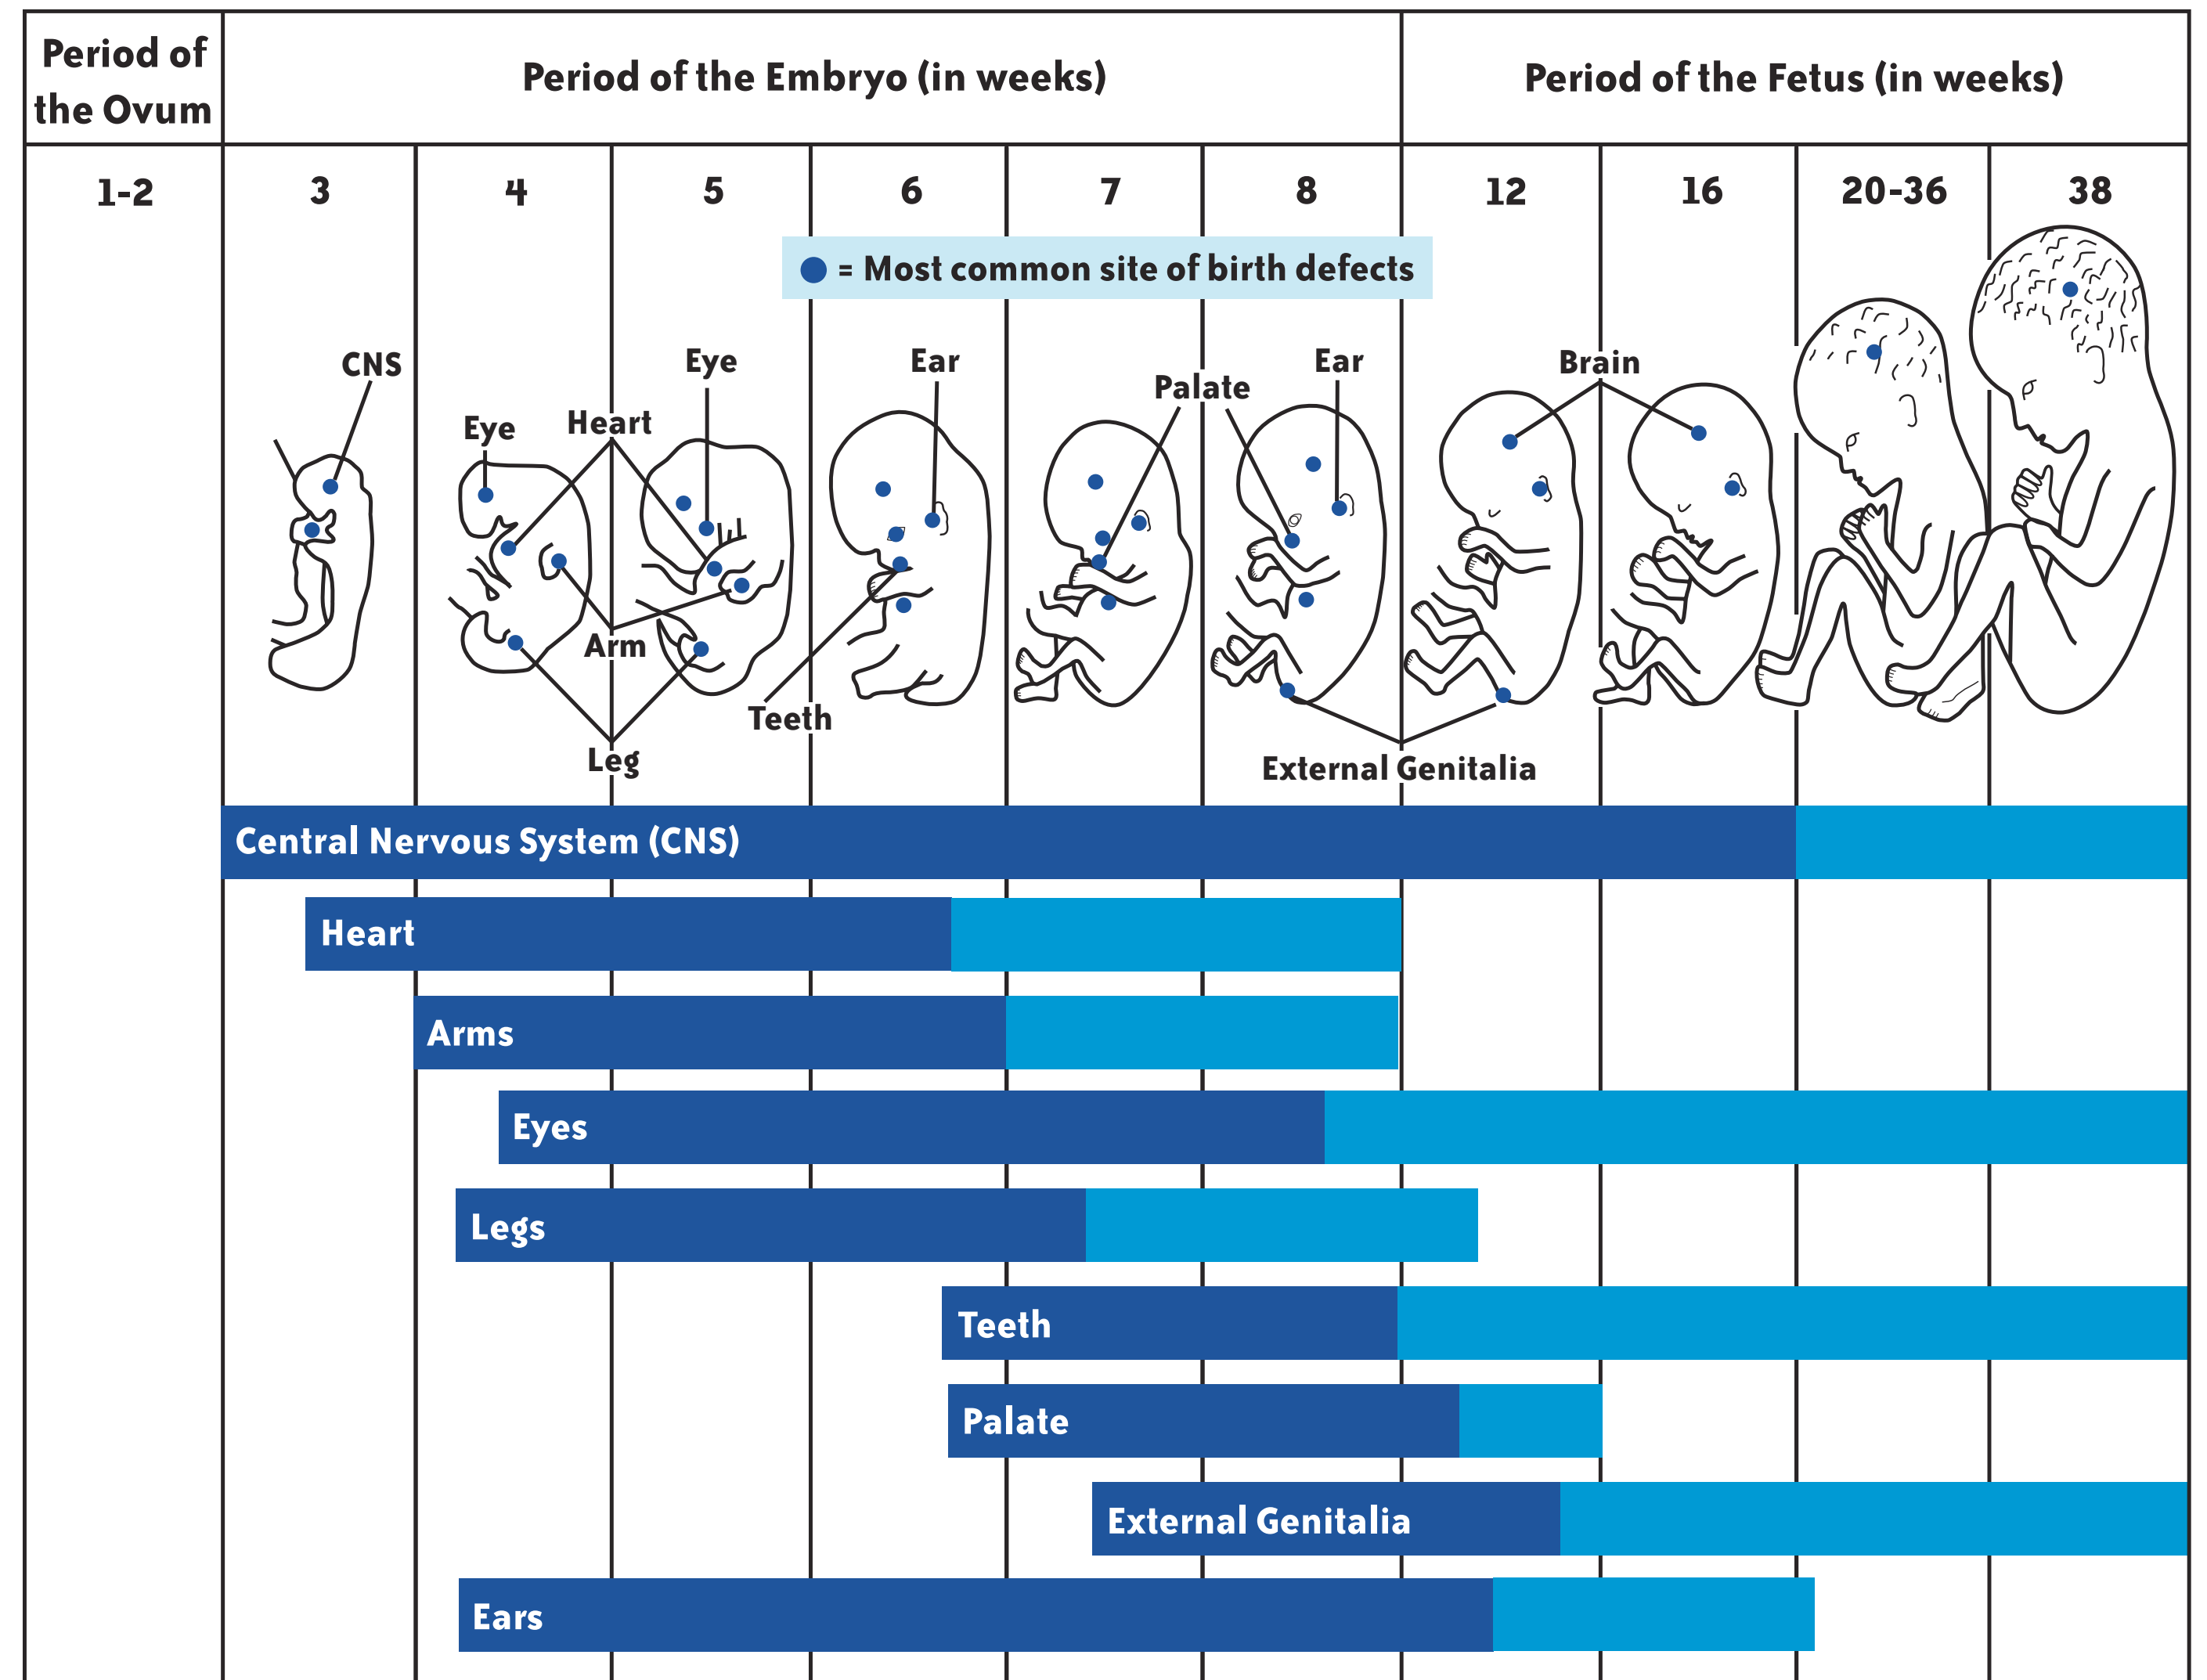 Period of
the Ovum
Period of the Embryo (in weeks)
Period of the Fetus (in weeks)
1-2
3
4
5
6
7
8
12
16
20-36
38
= Most common site of birth defects
CNS
Eye
Heart
Eye
Ear
Palate
Ear
Brain
Arm
Teeth
Leg
External Genitalia
Central Nervous System (CNS)
Heart
Arms
Eyes
Legs
Teeth
Palate
External Genitalia
Ears